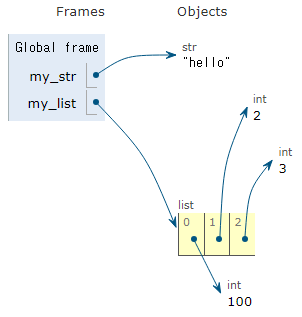 Frames Objects
Global frame
my_str
my_list
str
"hello"
int
2
int
3
list
0 1 2
int
100